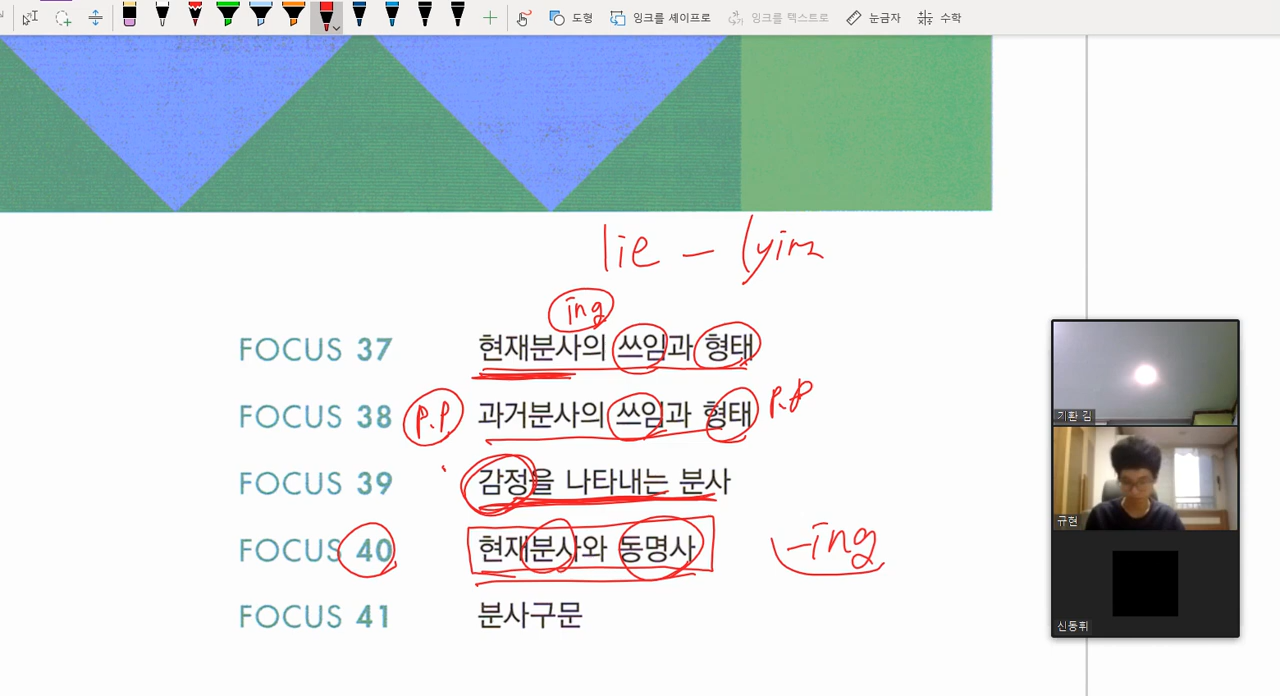 도형 잉크를 셰이프로 잉크를 텍스트로 눈금자 수학
lie - lying
ing
FOCUS 37 현재분사의 쓰임과 형태
P.P FOCUS 38 과거분사의 쓰임과 형태 P.P
FOCUS 39 감정을 나타내는 분사
FOCUS 40 현재분사와 동명사 -ing
FOCUS 41 분사구문
기환 김
규현
신동휘